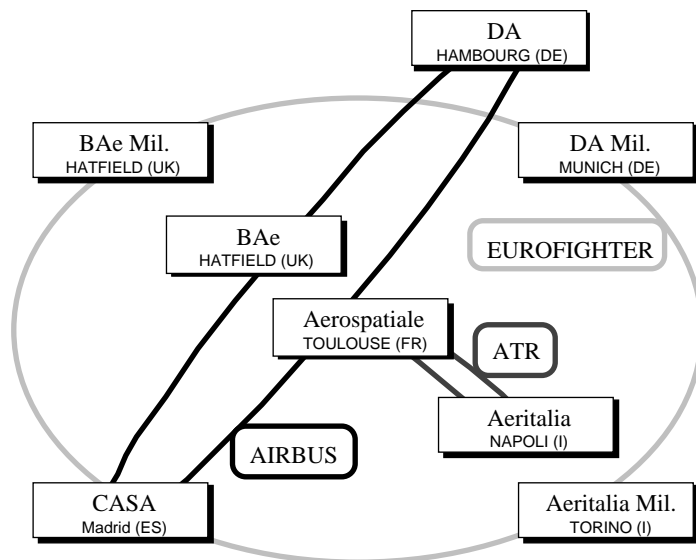 DA
HAMBOURG (DE)
BAe Mil.
HATFIELD (UK)
DA Mil.
MUNICH (DE)
BAe
HATFIELD (UK)
EUROFIGHTER
Aerospatiale
TOULOUSE (FR)
ATR
Aeritalia
NAPOLI (I)
AIRBUS
CASA
Madrid (ES)
Aeritalia Mil.
TORINO (I)